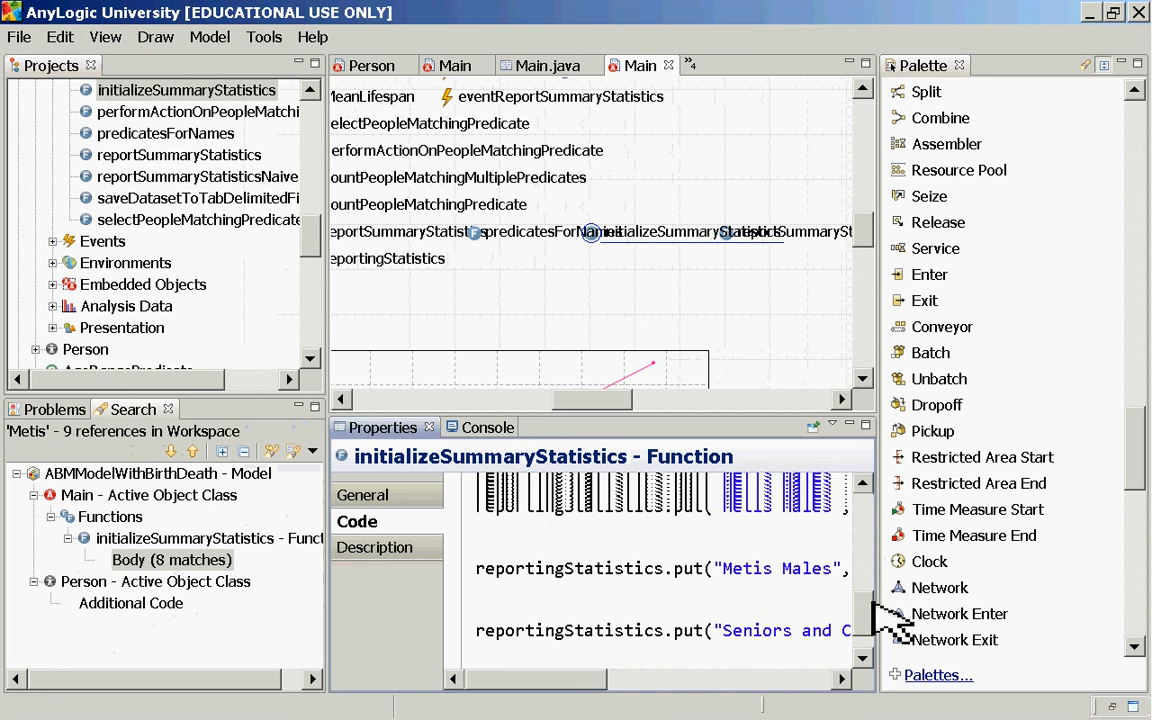 AnyLogic University [EDUCATIONAL USE ONLY]
File Edit View Draw Model Tools Help
Projects
initializeSummaryStatistics
performActionOnPeopleMatchi
predicatesForNames
reportSummaryStatistics
reportSummaryStatisticsNaive
saveDatasetToTabDelimitedFi
selectPeopleMatchingPredicate
Events
Environments
Embedded Objects
Analysis Data
Presentation
Person
Problems Search
'Metis' - 9 references in Workspace
ABMModelWithBirthDeath - Model
Main - Active Object Class
Functions
initializeSummaryStatistics - Funct
Body (8 matches)
Person - Active Object Class
Additional Code
Person Main Main.java Main »4
MeanLifespan eventReportSummaryStatistics
electPeopleMatchingPredicate
erformActionOnPeopleMatchingPredicate
ountPeopleMatchingMultiplePredicates
ountPeopleMatchingPredicate
eportingStatistics
Properties Console
initializeSummaryStatistics - Function
General
Code
Description
reportingStatistics.put("Metis Males",
reportingStatistics.put("Seniors and C
Palette
Split
Combine
Assembler
Resource Pool
Seize
Release
Service
Enter
Exit
Conveyor
Batch
Unbatch
Dropoff
Pickup
Restricted Area Start
Restricted Area End
Time Measure Start
Time Measure End
Clock
Network
Network Enter
Network Exit
Palettes...